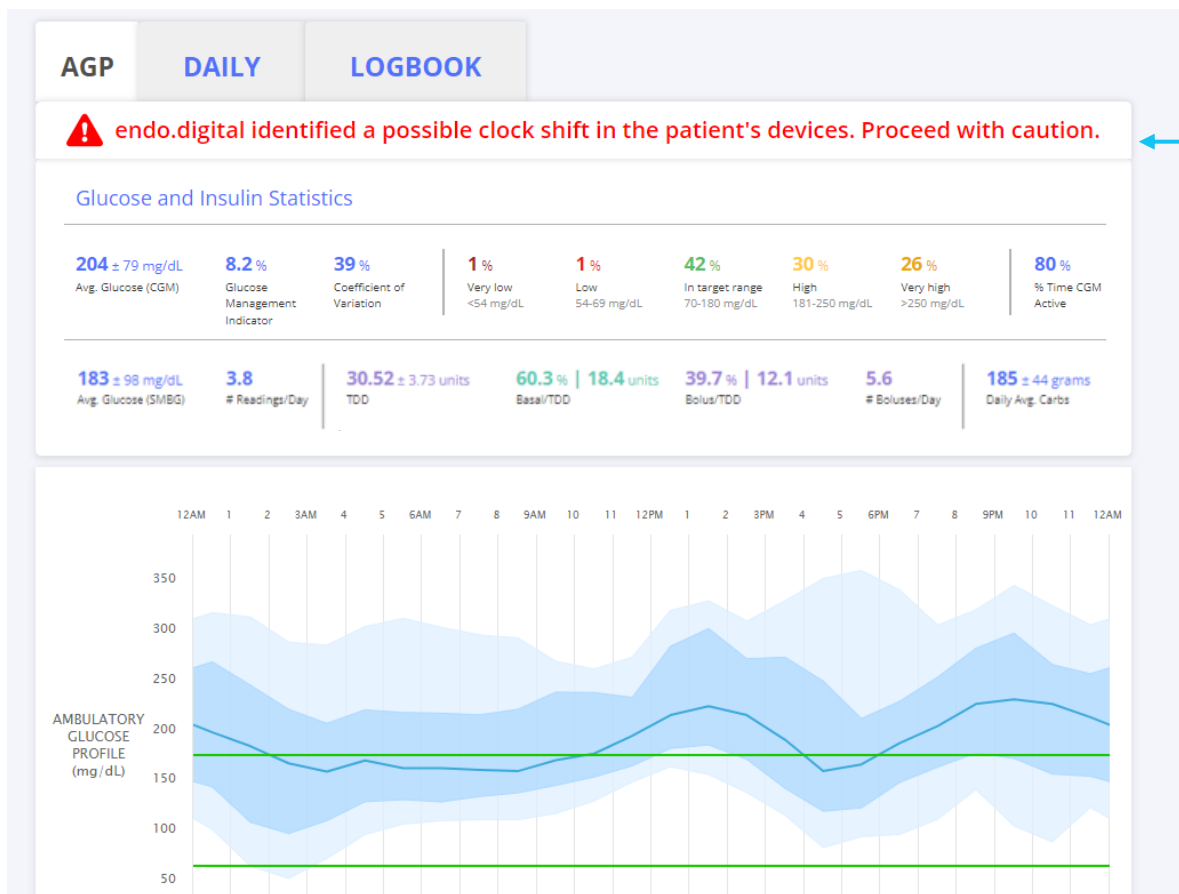 AGP DAILY LOGBOOK
endo.digital identified a possible clock shift in the patient's devices. Proceed with caution.
Glucose and Insulin Statistics
204 ± 79 mg/dL 8.2 % 39 % 1 % 1 % 42 % 30 % 26 % 80 %
Avg. Glucose (CGM) Glucose Coefficient of Very low Low In target range High Very high % Time CGM
Management Variation <54 mg/dL 54-69 mg/dL 70-180 mg/dL 181-250 mg/dL >250 mg/dL Active
Indicator
183 ± 98 mg/dL 3.8 30.52 ± 3.73 units 60.3 % | 18.4 units 39.7 % | 12.1 units 5.6 185 ± 44 grams
Avg. Glucose (SMBG) # Readings/Day TDD Basal/TDD Bolus/TDD # Boluses/Day Daily Avg. Carbs
12AM 1 2 3AM 4 5 6AM 7 8 9AM 10 11 12PM 1 2 3PM 4 5 6PM 7 8 9PM 10 11 12AM
350
300
250
AMBULATORY
200
GLUCOSE
PROFILE
(mg/dL)
150
100
50